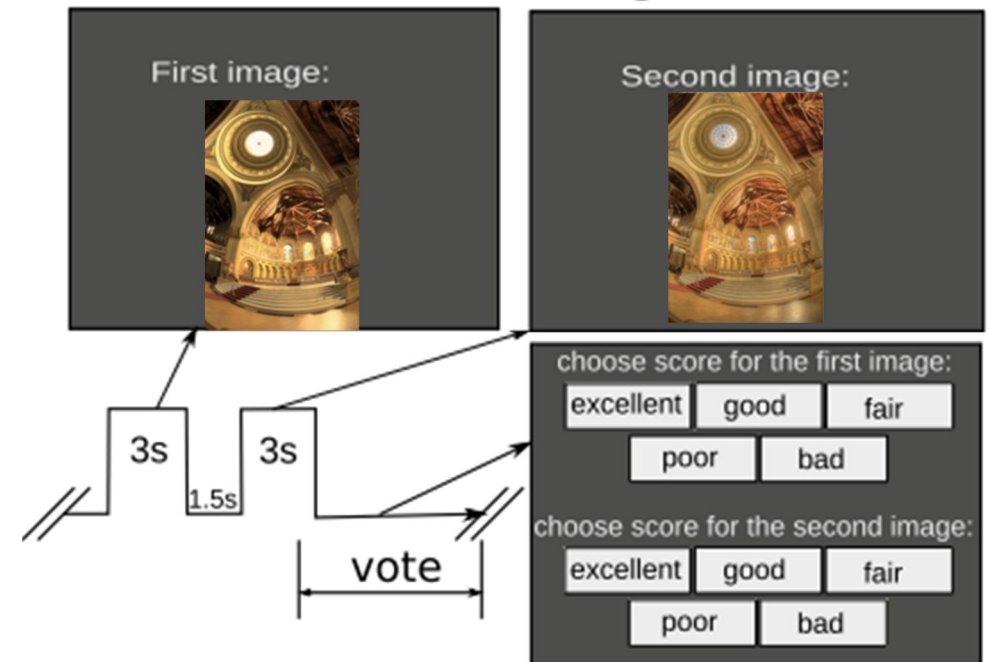 First image:
Second image:
3s
1.5s
3s
vote
choose score for the first image:
excellent
good
fair
poor
bad
choose score for the second image:
excellent
good
fair
poor
bad